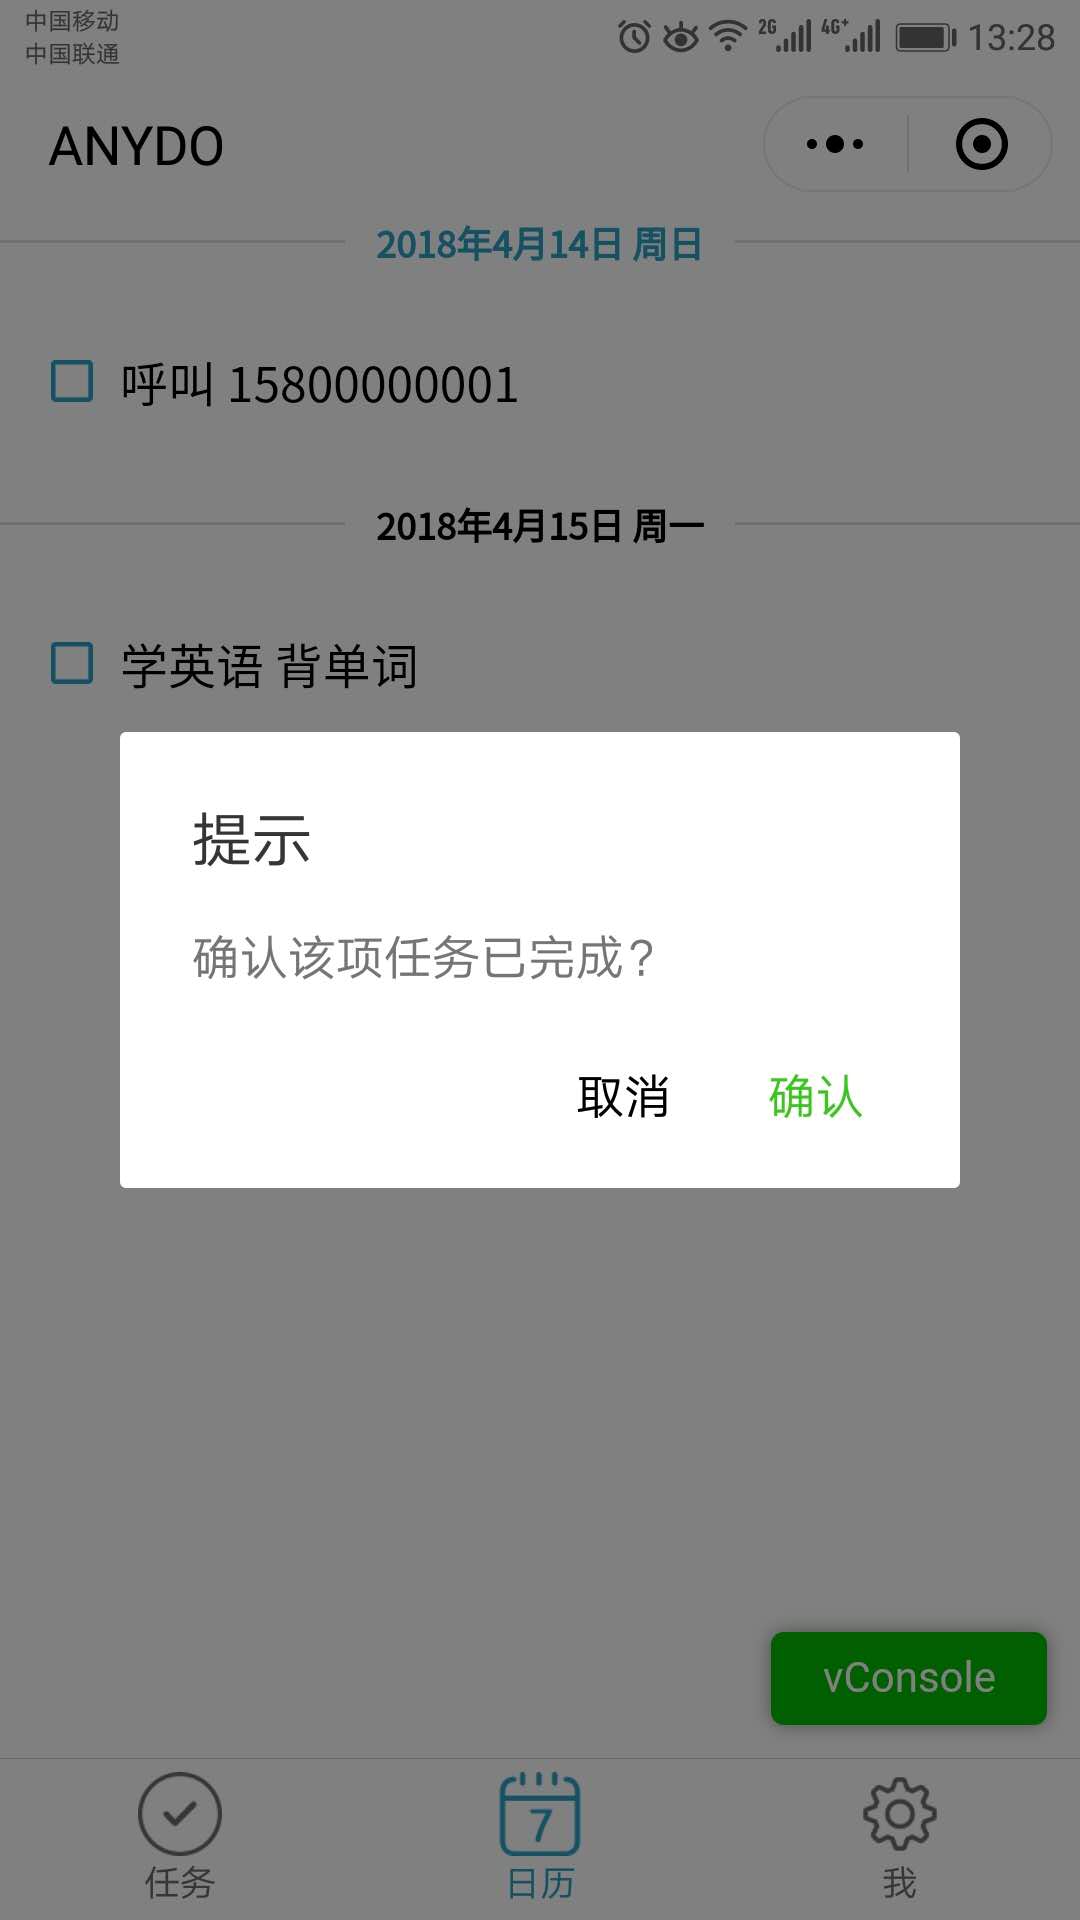 中国移动
中国联通
2G 4G+ 13:28
ANYDO
2018年4月14日 周日
呼叫 15800000001
2018年4月15日 周一
学英语 背单词
提示
确认该项任务已完成？
取消 确认
vConsole
7
任务 日历 我